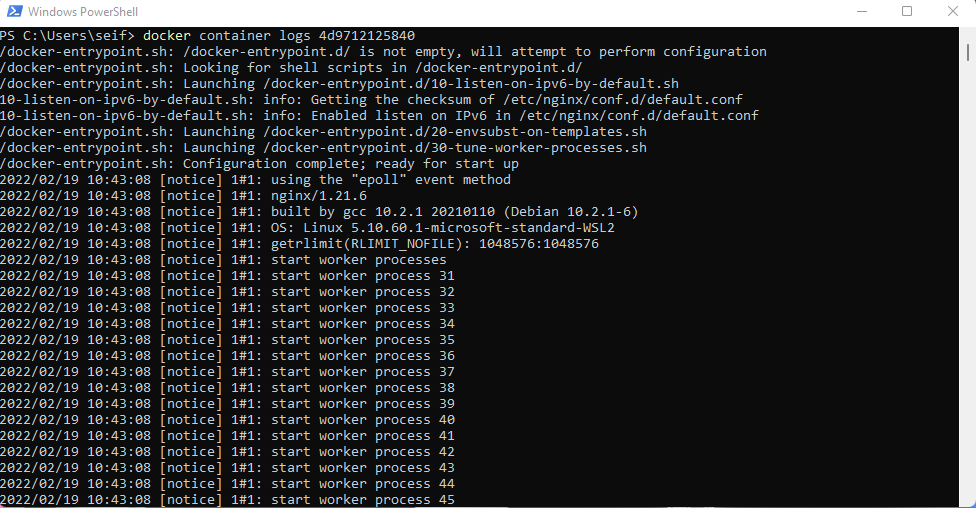 Windows PowerShell
PS C:\Users\seif> docker container logs 4d9712125840
/docker-entrypoint.sh: /docker-entrypoint.d/ is not empty, will attempt to perform configuration
/docker-entrypoint.sh: Looking for shell scripts in /docker-entrypoint.d/
/docker-entrypoint.sh: Launching /docker-entrypoint.d/10-listen-on-ipv6-by-default.sh
10-listen-on-ipv6-by-default.sh: info: Getting the checksum of /etc/nginx/conf.d/default.conf
10-listen-on-ipv6-by-default.sh: info: Enabled listen on IPv6 in /etc/nginx/conf.d/default.conf
/docker-entrypoint.sh: Launching /docker-entrypoint.d/20-envsubst-on-templates.sh
/docker-entrypoint.sh: Launching /docker-entrypoint.d/30-tune-worker-processes.sh
/docker-entrypoint.sh: Configuration complete; ready for start up
2022/02/19 10:43:08 [notice] 1#1: using the "epoll" event method
2022/02/19 10:43:08 [notice] 1#1: nginx/1.21.6
2022/02/19 10:43:08 [notice] 1#1: built by gcc 10.2.1 20210110 (Debian 10.2.1-6)
2022/02/19 10:43:08 [notice] 1#1: OS: Linux 5.10.60.1-microsoft-standard-WSL2
2022/02/19 10:43:08 [notice] 1#1: getrlimit(RLIMIT_NOFILE): 1048576:1048576
2022/02/19 10:43:08 [notice] 1#1: start worker processes
2022/02/19 10:43:08 [notice] 1#1: start worker process 31
2022/02/19 10:43:08 [notice] 1#1: start worker process 32
2022/02/19 10:43:08 [notice] 1#1: start worker process 33
2022/02/19 10:43:08 [notice] 1#1: start worker process 34
2022/02/19 10:43:08 [notice] 1#1: start worker process 35
2022/02/19 10:43:08 [notice] 1#1: start worker process 36
2022/02/19 10:43:08 [notice] 1#1: start worker process 37
2022/02/19 10:43:08 [notice] 1#1: start worker process 38
2022/02/19 10:43:08 [notice] 1#1: start worker process 39
2022/02/19 10:43:08 [notice] 1#1: start worker process 40
2022/02/19 10:43:08 [notice] 1#1: start worker process 41
2022/02/19 10:43:08 [notice] 1#1: start worker process 42
2022/02/19 10:43:08 [notice] 1#1: start worker process 43
2022/02/19 10:43:08 [notice] 1#1: start worker process 44
2022/02/19 10:43:08 [notice] 1#1: start worker process 45